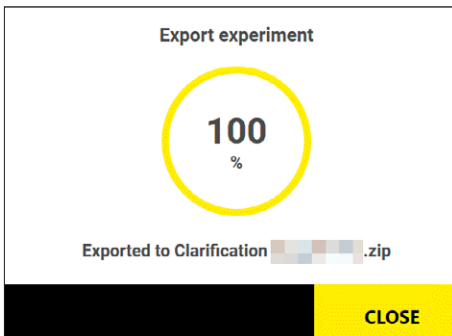 Export experiment
100
%
Exported to Clarification .zip
CLOSE